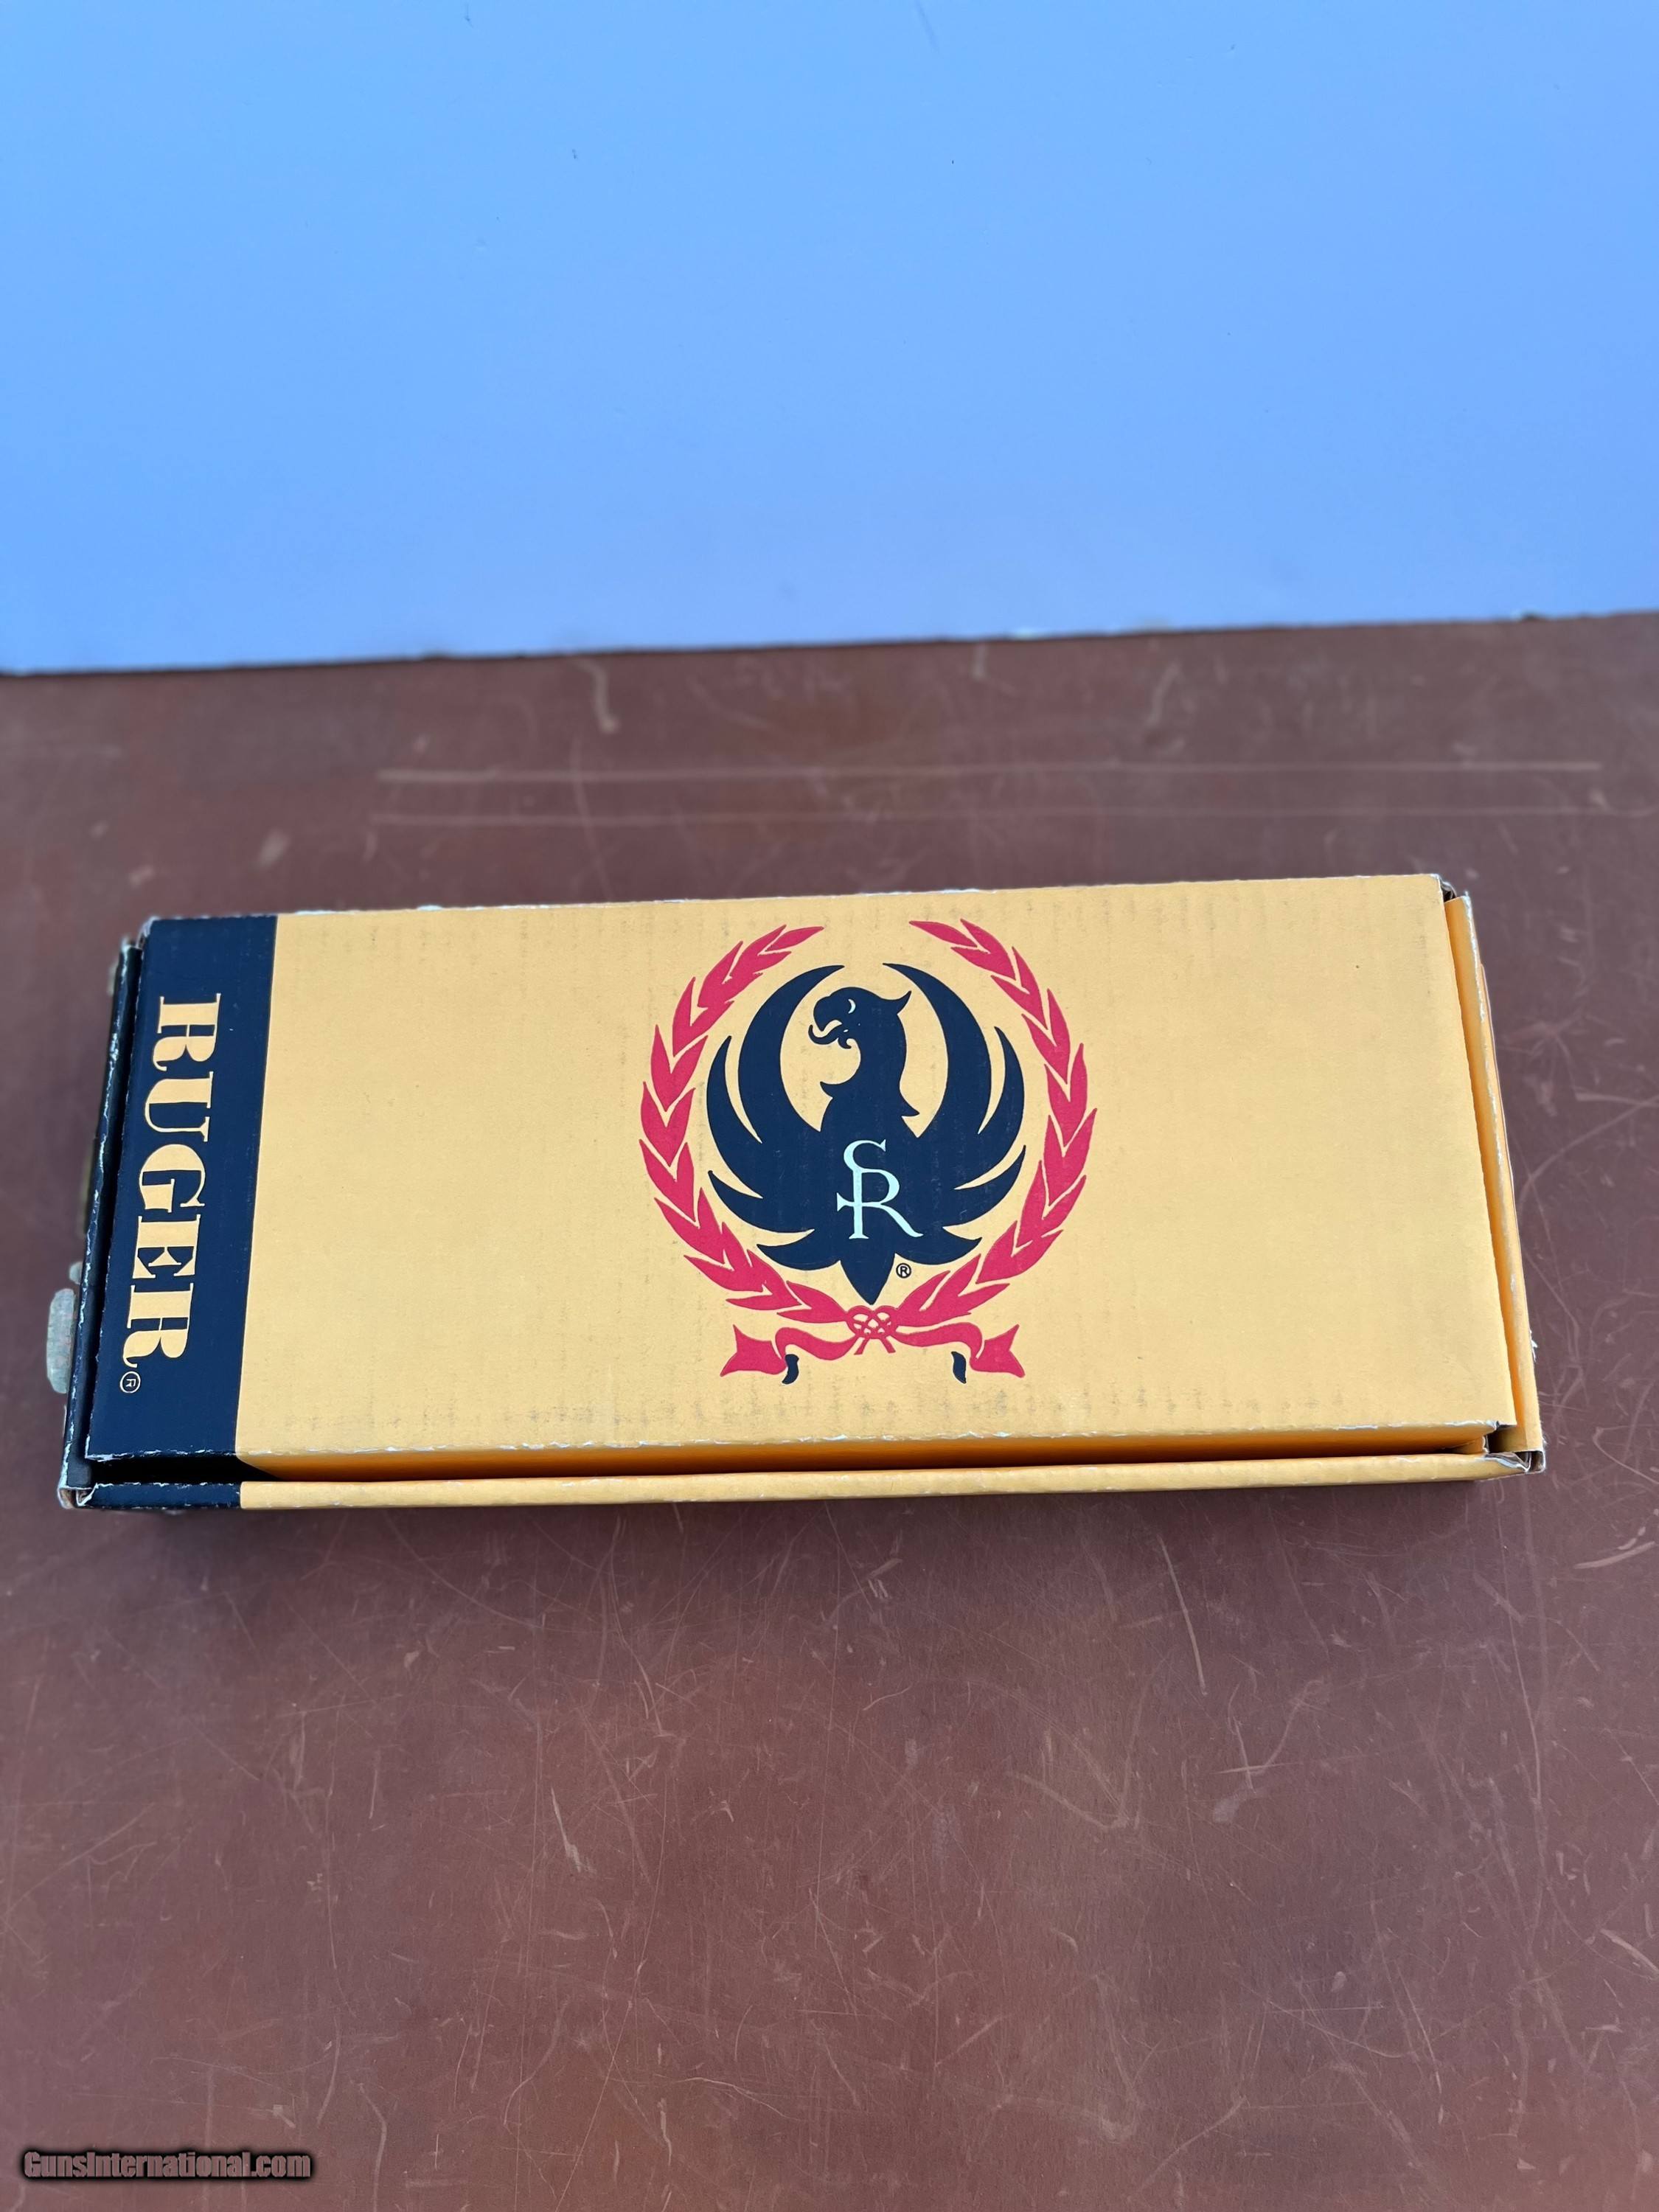 RUGER®
SR
®
GunsInternational.com